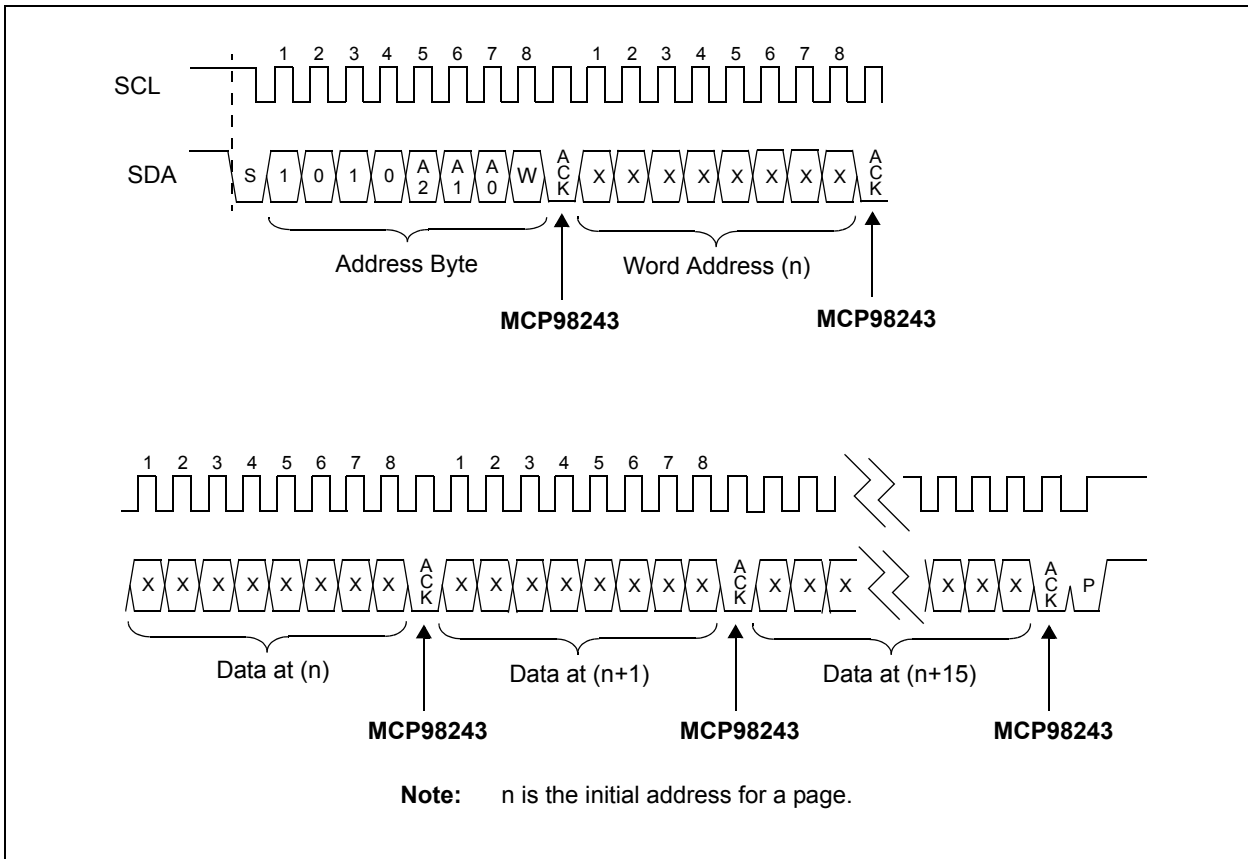 1 2 3 4 5 6 7 8 1 2 3 4 5 6 7 8
SCL
SDA S 1 0 1 0 A2 A1 A0 W ACK X X X X X X X X ACK
Address Byte Word Address (n)
MCP98243 MCP98243
1 2 3 4 5 6 7 8 1 2 3 4 5 6 7 8
X X X X X X X X ACK X X X X X X X X ACK X X X X X X ACK P
Data at (n) Data at (n+1) Data at (n+15)
MCP98243 MCP98243 MCP98243
Note: n is the initial address for a page.